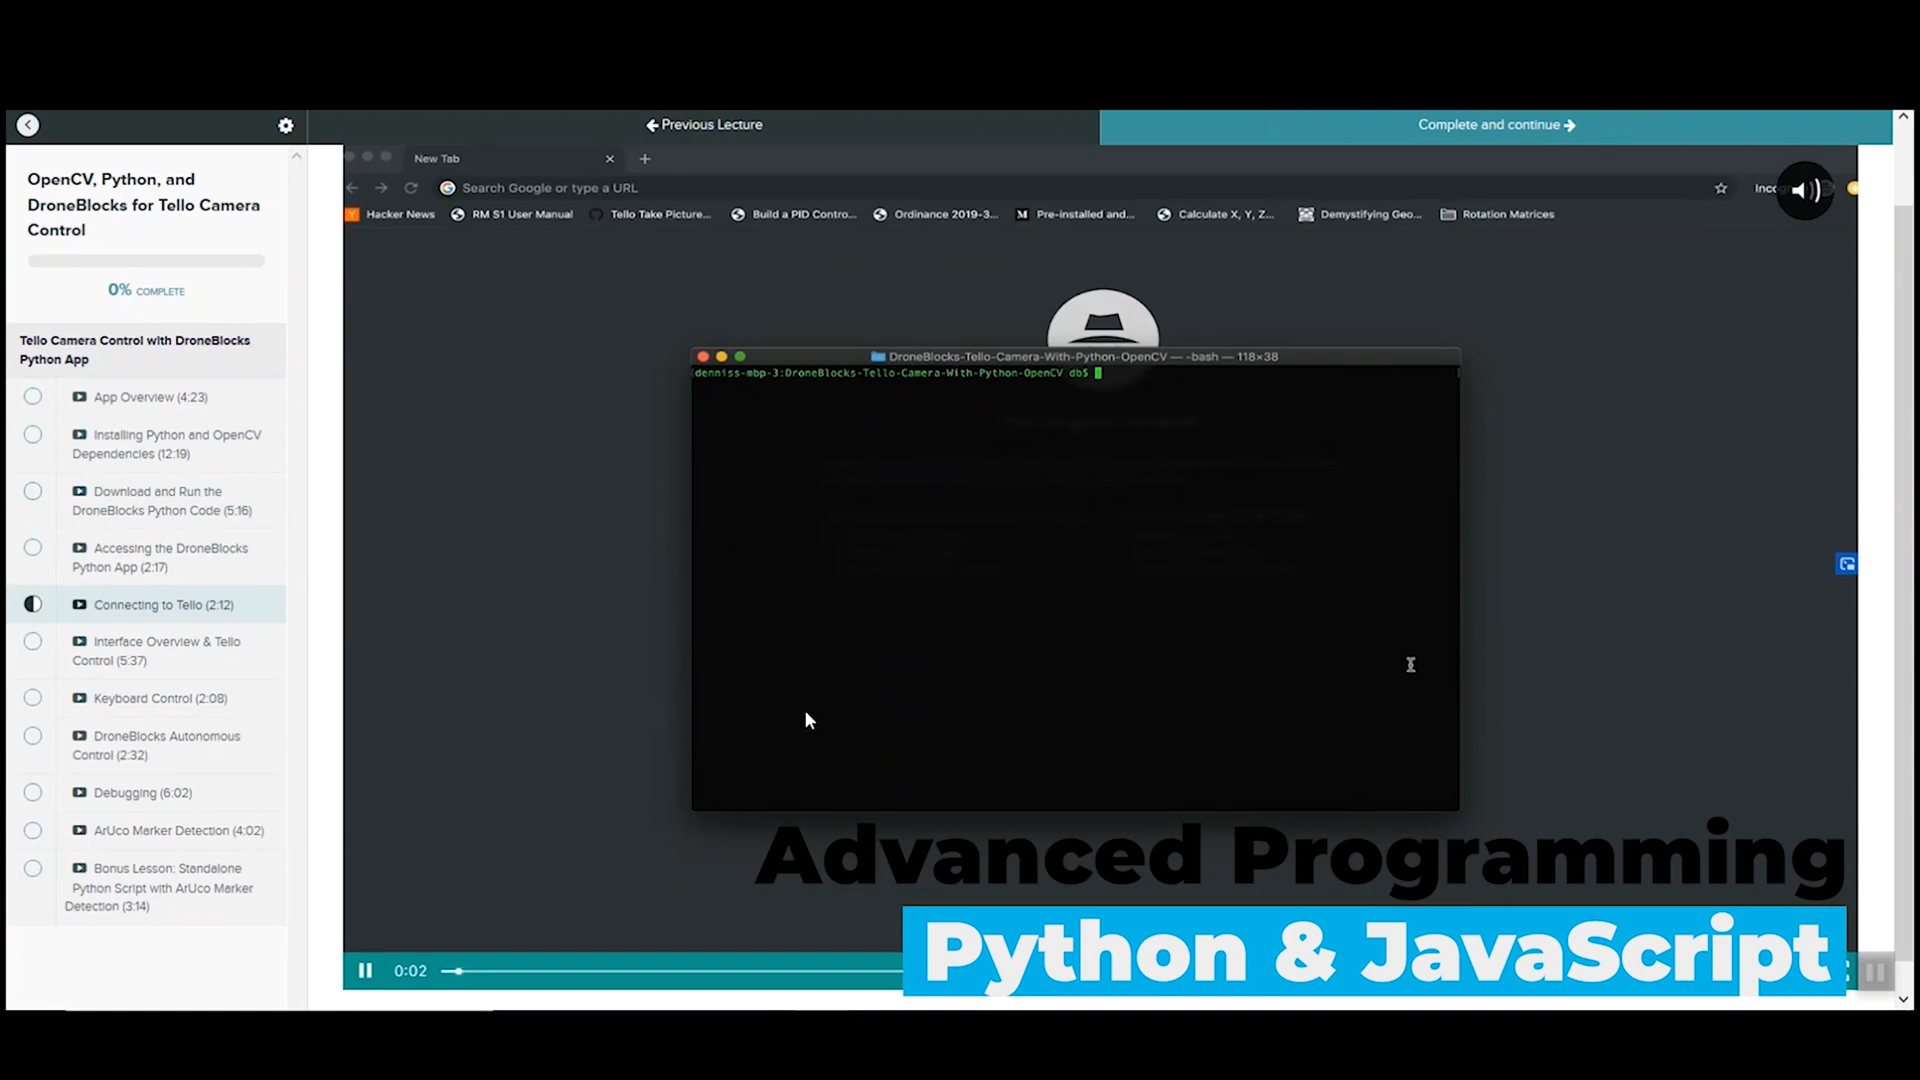 Previous Lecture
Complete and continue
OpenCV, Python, and
DroneBlocks for Tello Camera
Control
0% COMPLETE
Tello Camera Control with DroneBlocks
Python App
App Overview (4:23)
Installing Python and OpenCV
Dependencies (12:19)
Download and Run the
DroneBlocks Python Code (5:16)
Accessing the DroneBlocks
Python App (2:17)
Connecting to Tello (2:12)
Interface Overview & Tello
Control (5:37)
Keyboard Control (2:08)
DroneBlocks Autonomous
Control (2:32)
Debugging (6:02)
ArUco Marker Detection (4:02)
Bonus Lesson: Standalone
Python Script with ArUco Marker
Detection (3:14)
New Tab
Search Google or type a URL
Hacker News RM S1 User Manual Tello Take Picture... Build a PID Contro... Ordinance 2019-3... Pre-installed and... Calculate X, Y, Z... Demystifying Geo... Rotation Matrices
DroneBlocks-Tello-Camera-With-Python-OpenCV — -bash — 118×38
denniss-mbp-3:DroneBlocks-Tello-Camera-With-Python-OpenCV db$
Advanced Programming
Python & JavaScript
0:02